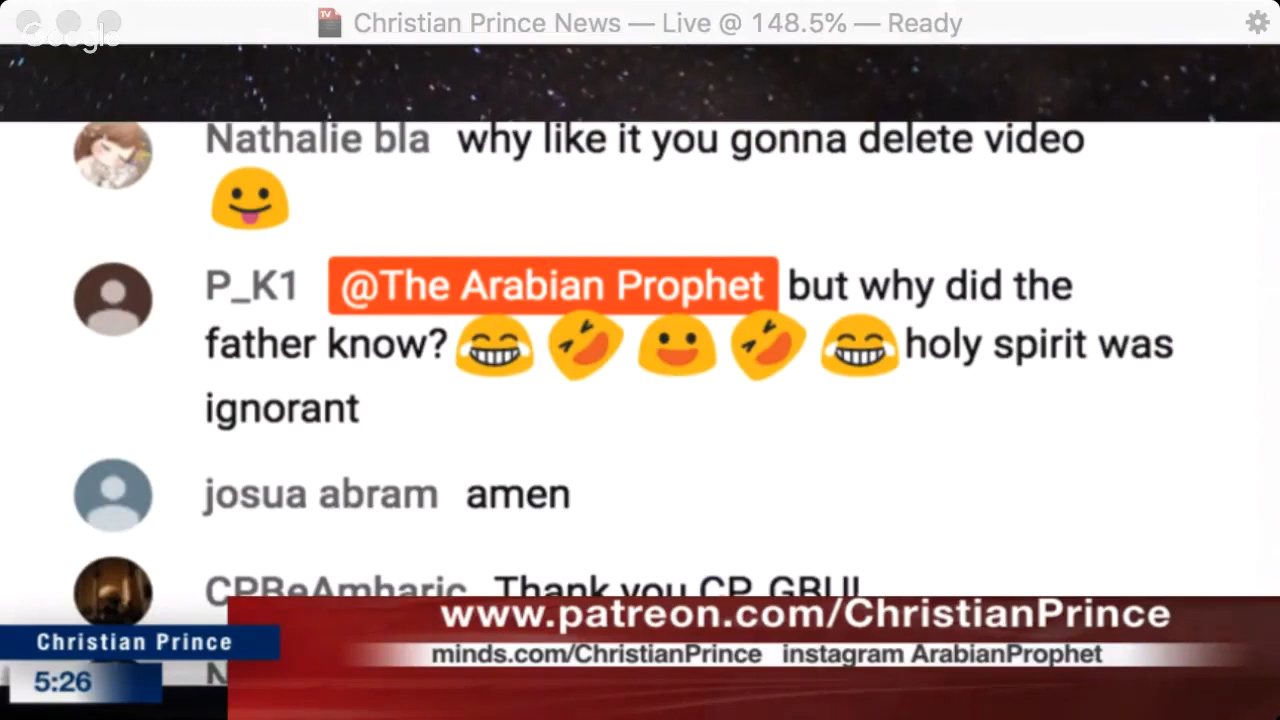 Christian Prince News — Live @ 148.5% — Ready
Google
Nathalie bla why like it you gonna delete video
P_K1 @The Arabian Prophet but why did the
father know? holy spirit was
ignorant
josua abram amen
CPBeAmharic Thank you CP, GBU!
www.patreon.com/ChristianPrince
Christian Prince
minds.com/ChristianPrince instagram ArabianProphet
5:26